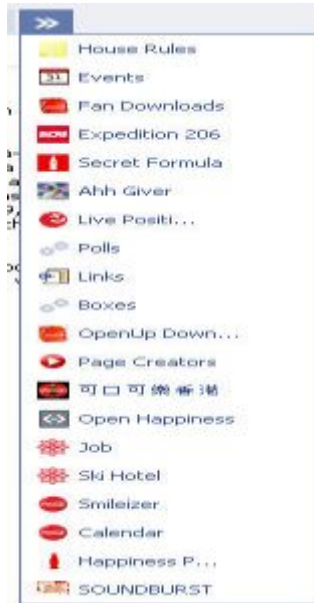 >>
House Rules
Events
Fan Downloads
Expedition 206
Secret Formula
Ahh Giver
Live Positi...
Polls
Links
Boxes
OpenUp Down...
Page Creators
可口可樂香港
Open Happiness
Job
Ski Hotel
Smileizer
Calendar
Happiness P...
SOUNDBURST